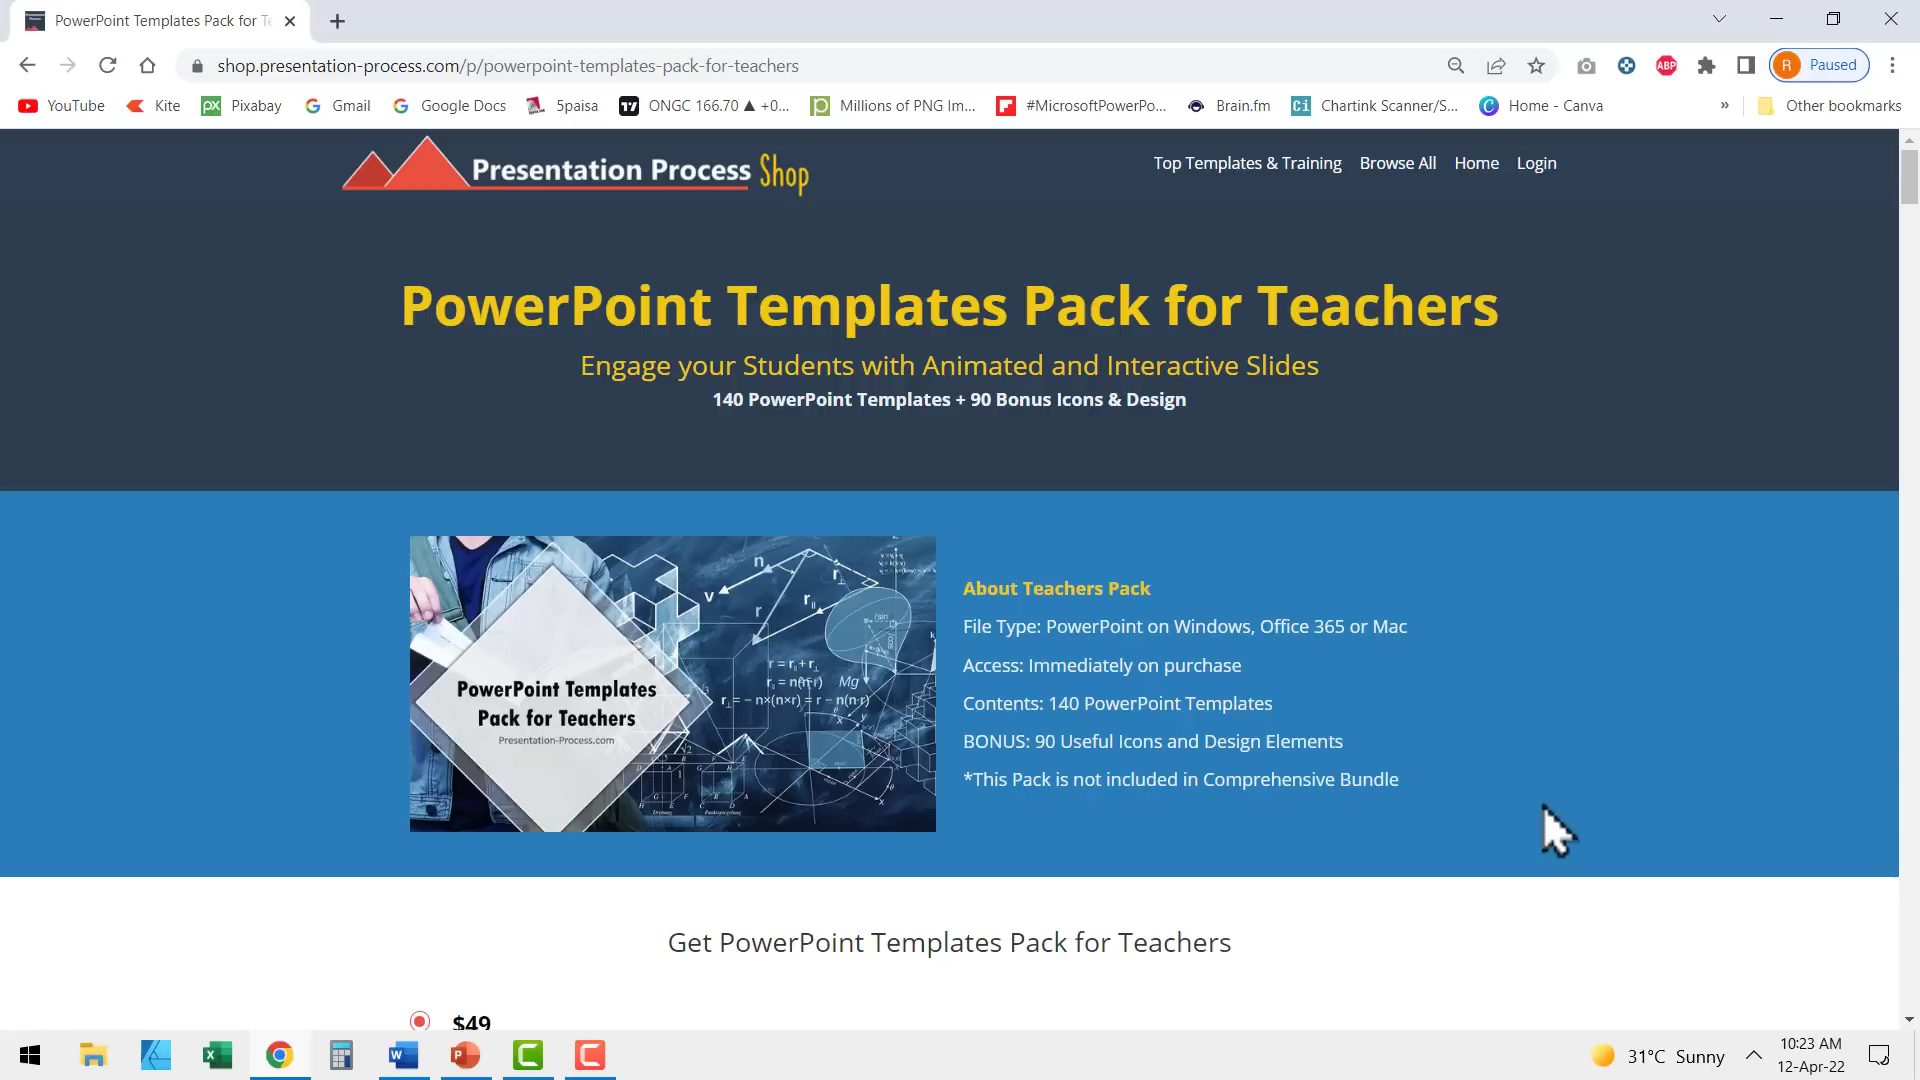 PowerPoint Templates Pack for Te
shop.presentation-process.com/p/powerpoint-templates-pack-for-teachers
ABP
R
Paused
YouTube
Kite
px
Pixabay
Gmail
Google Docs
5paisa
ONGC 166.70 ▲ +0...
Millions of PNG Im...
#MicrosoftPowerPo...
Brain.fm
Ci
Chartink Scanner/S...
Home - Canva
»
Other bookmarks
Presentation Process Shop
Top Templates & Training
Browse All
Home
Login
PowerPoint Templates Pack for Teachers
Engage your Students with Animated and Interactive Slides
140 PowerPoint Templates + 90 Bonus Icons & Design
PowerPoint Templates
Pack for Teachers
Presentation-Process.com
About Teachers Pack
File Type: PowerPoint on Windows, Office 365 or Mac
Access: Immediately on purchase
Contents: 140 PowerPoint Templates
BONUS: 90 Useful Icons and Design Elements
*This Pack is not included in Comprehensive Bundle
Get PowerPoint Templates Pack for Teachers
$49
31°C Sunny
10:23 AM
12-Apr-22